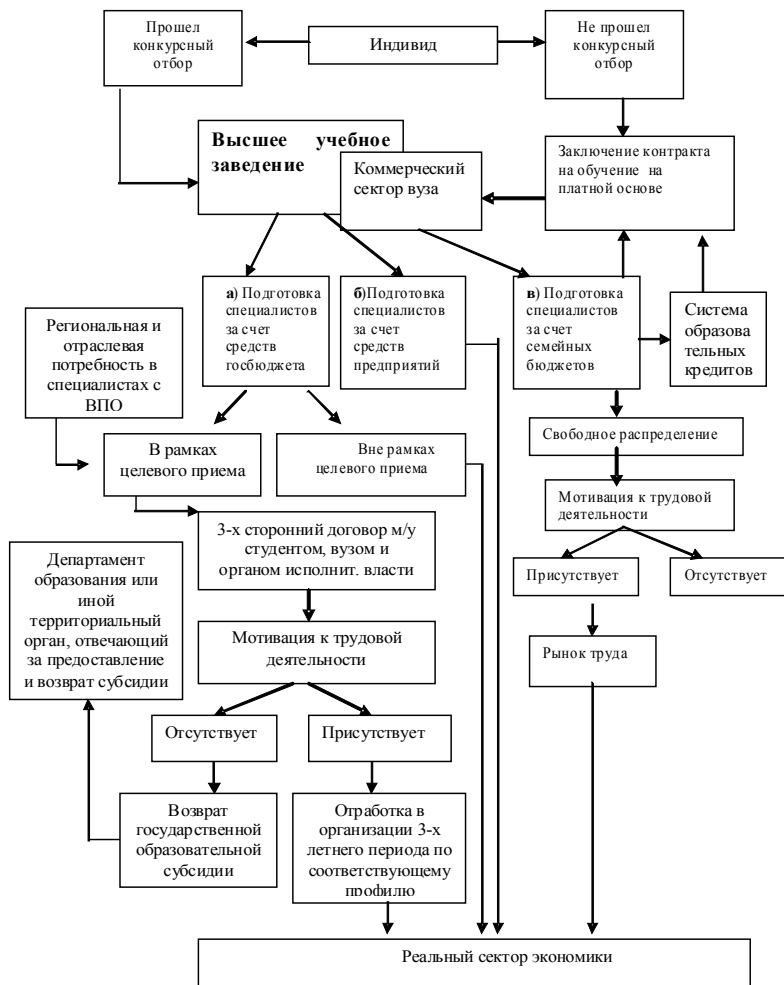 Прошел
конкурсный
отбор
Индивид
Не прошел
конкурсный
отбор
Высшее учебное
заведение
Коммерческий
сектор вуза
Заключение контракта
на обучение на
платной основе
а) Подготовка
специалистов
за счет
средств
госбюджета
б)Подготовка
специалистов
за счет
средств
предприятий
в) Подготовка
специалистов
за счет
семейных
бюджетов
Система
образова
тельных
кредитов
Региональная и
отраслевая
потребность в
специалистах с
ВПО
В рамках
целевого приема
Вне рамках
целевого приема
Свободное распределение
Мотивация к трудовой
деятельности
Присутствует
Отсутствует
Рынок труда
3-х сторонний договор м/у
студентом, вузом и
органом исполнит. власти
Департамент
образования или
иной
территориальный
орган, отвечающий
за предоставление
и возврат субсидии
Мотивация к трудовой
деятельности
Отсутствует
Присутствует
Возврат
государственной
образовательной
субсидии
Отработка в
организации 3-х
летнего периода по
соответствующему
профилю
Реальный сектор экономики